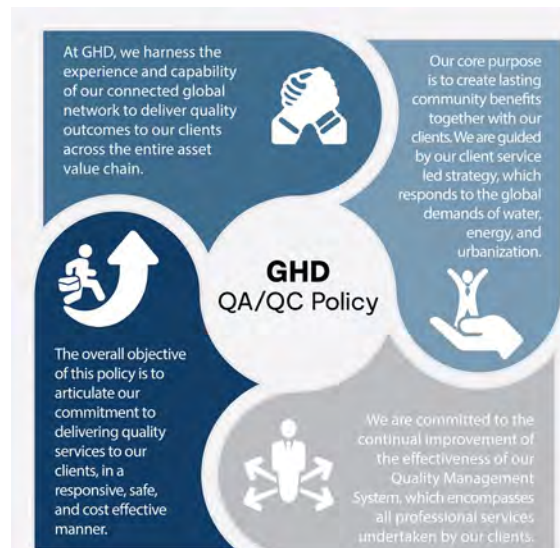 At GHD, we harness the
experience and capability
of our connected global
network to deliver quality
outcomes to our clients
across the entire asset
value chain.
Our core purpose
is to create lasting
community benefits
together with our
clients. We are guided
by our client service
led strategy, which
responds to the global
demands of water,
energy, and
urbanization.
GHD
QA/QC Policy
The overall objective
of this policy is to
articulate our
commitment to
delivering quality
services to our
clients, in a
responsive, safe,
and cost effective
manner.
We are committed to the
continual improvement of
the effectiveness of our
Quality Management
System, which encompasses
all professional services
undertaken by our clients.